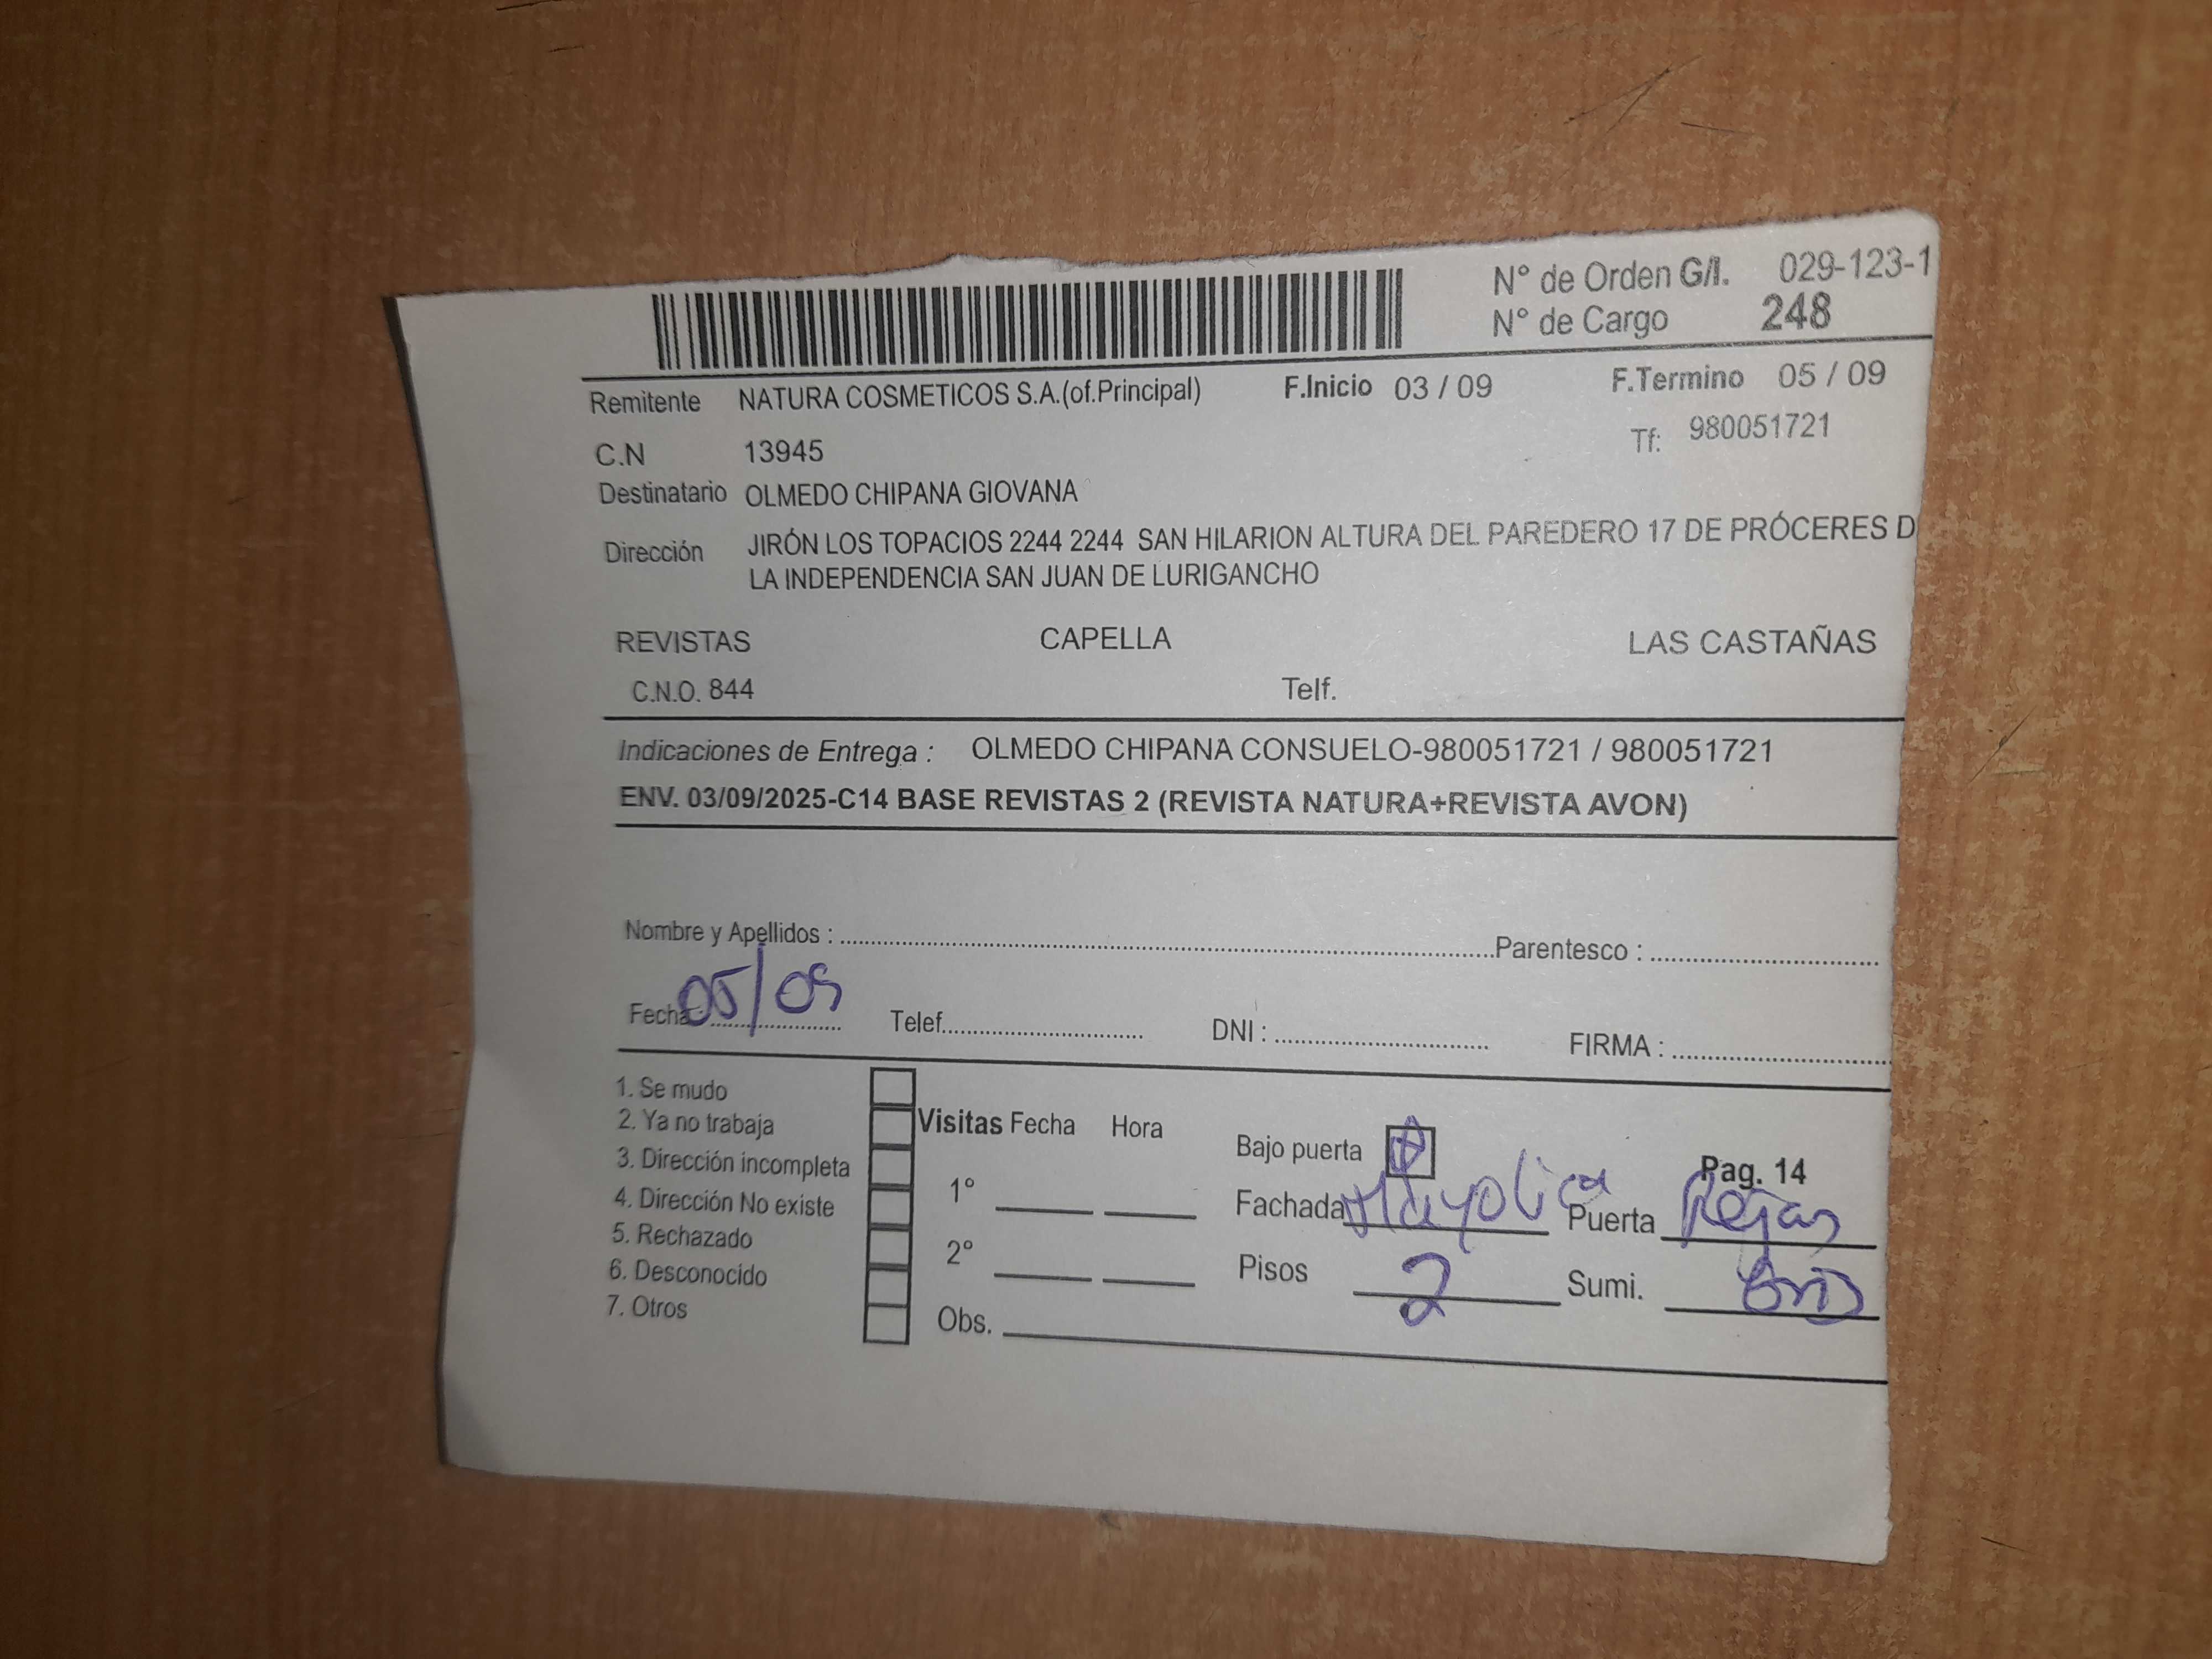 N° de Orden G/I. 029-123-1
N° de Cargo 248
Remitente NATURA COSMETICOS S.A.(of.Principal) F.Inicio 03 / 09 F.Termino 05 / 09
C.N 13945 Tf: 980051721
Destinatario OLMEDO CHIPANA GIOVANA
Dirección JIRÓN LOS TOPACIOS 2244 2244 SAN HILARION ALTURA DEL PAREDERO 17 DE PRÓCERES D
LA INDEPENDENCIA SAN JUAN DE LURIGANCHO
REVISTAS CAPELLA LAS CASTAÑAS
C.N.O. 844 Telf.
Indicaciones de Entrega : OLMEDO CHIPANA CONSUELO-980051721 / 980051721
ENV. 03/09/2025-C14 BASE REVISTAS 2 (REVISTA NATURA+REVISTA AVON)
Nombre y Apellidos : Parentesco :
Fecha : 05/09 Telef. DNI : FIRMA :
1. Se mudo
2. Ya no trabaja Visitas Fecha Hora Bajo puerta Pag. 14
3. Dirección incompleta
4. Dirección No existe 1° Fachada Mayolica Puerta Rejas
5. Rechazado
6. Desconocido 2° Pisos 2 Sumi.
7. Otros Obs.